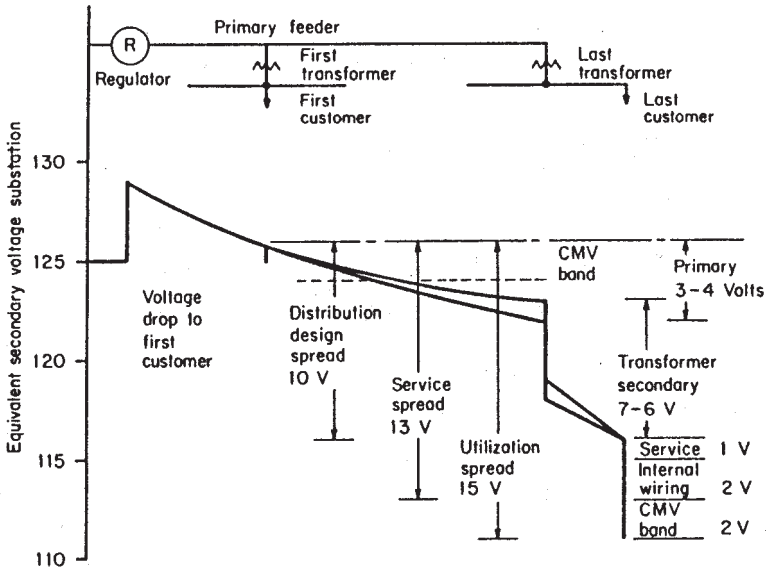 Primary feeder
R
Regulator
First
transformer
First
customer
Last
transformer
Last
customer
Equivalent secondary voltage substation
130
125
120
115
110
Voltage
drop to
first
customer
Distribution
design
spread
10 V
Service
spread
13 V
Utilization
spread
15 V
CMV
band
Primary
3-4 Volts
Transformer
secondary
7-6 V
Service 1 V
Internal
wiring 2 V
CMV
band 2 V